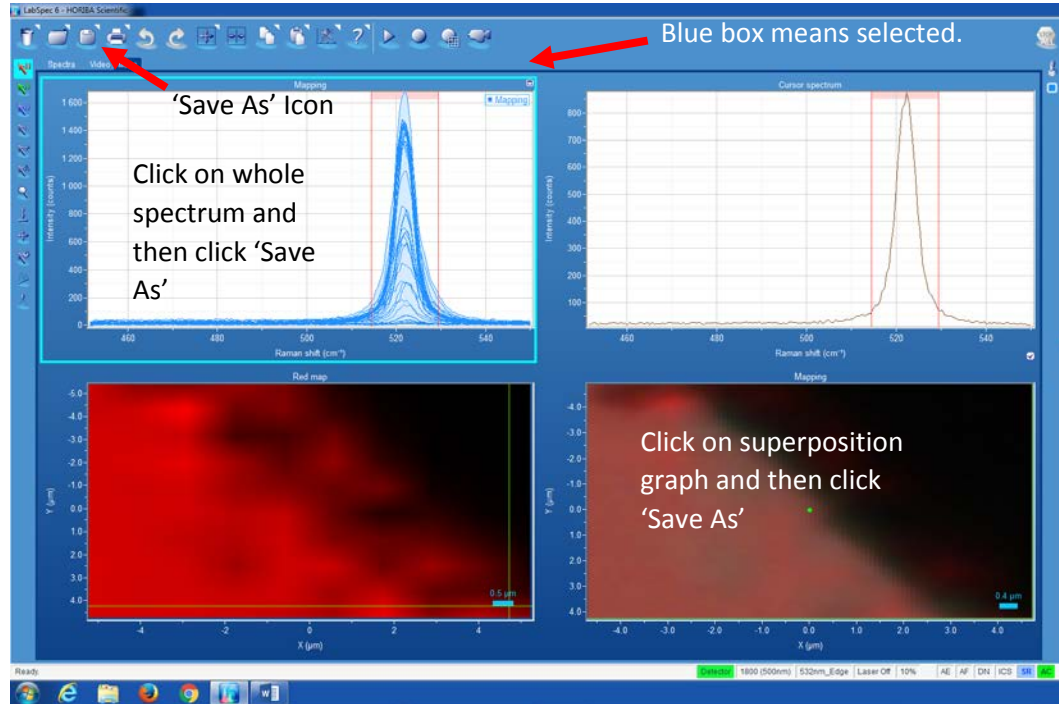 LabSpec 6 - HORIBA Scientific
Blue box means selected.
Spectra Video
‘Save As’ Icon
Click on whole
spectrum and
then click ‘Save
As’
Mapping
Mapping
Intensity (counts)
1 600
1 400
1 200
1 000
800
600
400
200
0
460 480 500 520 540
Raman shift (cm⁻¹)
Cursor spectrum
Intensity (counts)
800
700
600
500
400
300
200
100
460 480 500 520 540
Raman shift (cm⁻¹)
Red map
Y (µm)
-5.0
-4.0
-3.0
-2.0
-1.0
0.0
1.0
2.0
3.0
4.0
0.5 µm
-4 -2 0 2 4
X (µm)
Mapping
Click on superposition
graph and then click
‘Save As’
Y (µm)
-4.0
-3.0
-2.0
-1.0
0.0
1.0
2.0
3.0
4.0
0.4 µm
-4.0 -3.0 -2.0 -1.0 0.0 1.0 2.0 3.0 4.0
X (µm)
Ready
Detector 1800 (500nm) 532nm_Edge Laser Off 10% AE AF DN ICS SR AC